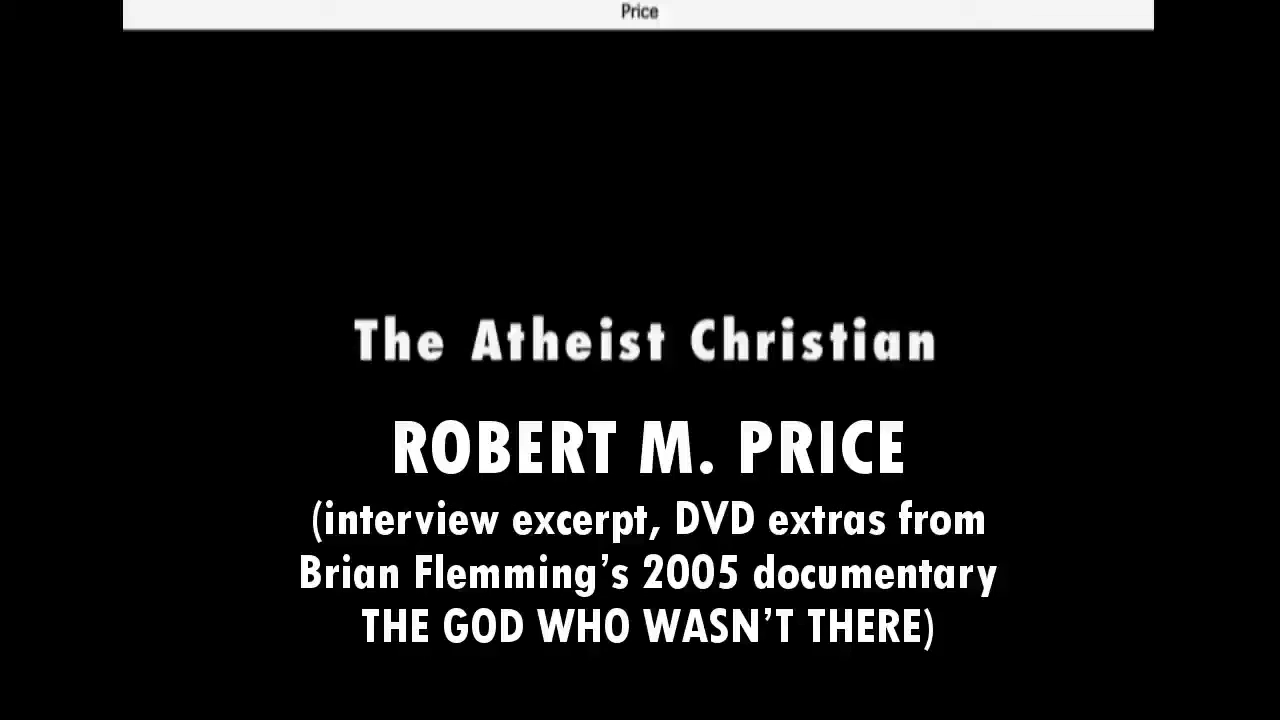 Price
The Atheist Christian
ROBERT M. PRICE
(interview excerpt, DVD extras from
Brian Flemming’s 2005 documentary
THE GOD WHO WASN’T THERE)